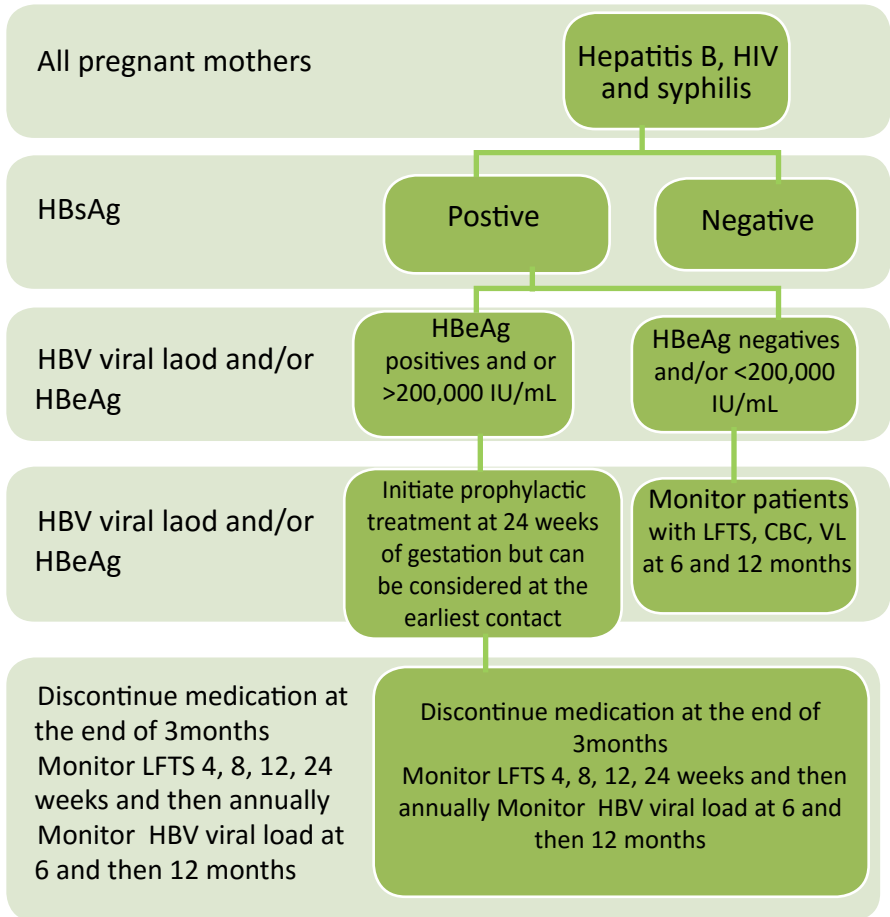 All pregnant mothers
Hepatitis B, HIV
and syphilis
HBsAg
Postive
Negative
HBV viral laod and/or
HBeAg
HBeAg
positives and or
>200,000 IU/mL
HBeAg negatives
and/or <200,000
IU/mL
HBV viral laod and/or
HBeAg
Initiate prophylactic
treatment at 24 weeks
of gestation but can
be considered at the
earliest contact
Monitor patients
with LFTS, CBC, VL
at 6 and 12 months
Discontinue medication at
the end of 3months
Monitor LFTS 4, 8, 12, 24
weeks and then annually
Monitor HBV viral load at
6 and then 12 months
Discontinue medication at the end of
3months
Monitor LFTS 4, 8, 12, 24 weeks and then
annually Monitor HBV viral load at 6 and
then 12 months